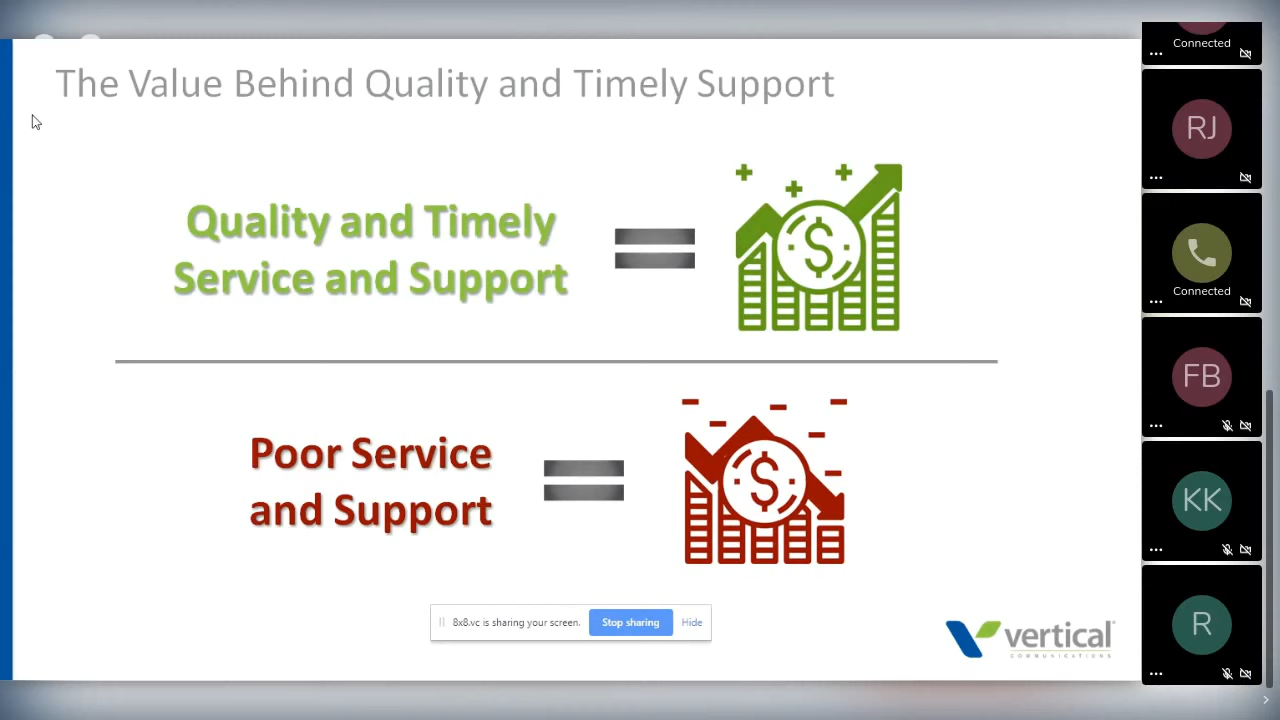 The Value Behind Quality and Timely Support
Quality and Timely
Service and Support
Poor Service
and Support
8x8.vc is sharing your screen.
Stop sharing
Hide
vertical
COMMUNICATIONS
Connected
RJ
Connected
FB
KK
R